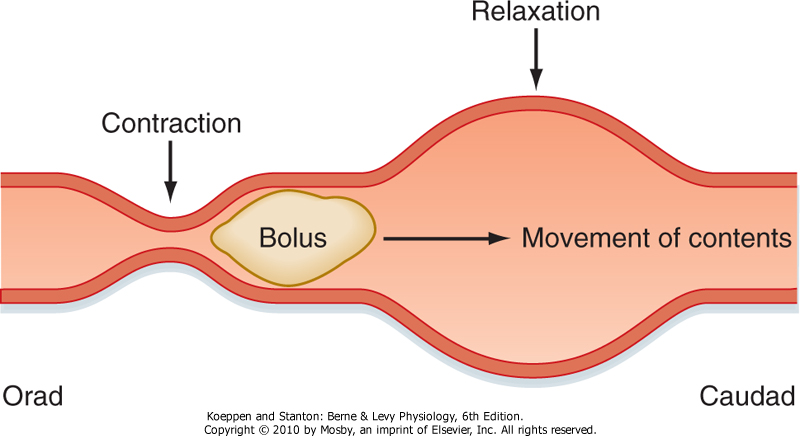 Relaxation
Contraction
Bolus
Movement of contents
Orad
Caudad
Koeppen and Stanton: Berne & Levy Physiology, 6th Edition.
Copyright © 2010 by Mosby, an imprint of Elsevier, Inc. All rights reserved.